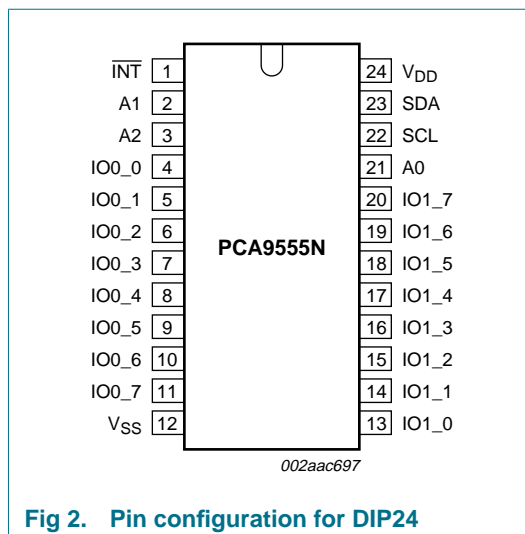 INT 1 24 VDD
A1 2 23 SDA
A2 3 22 SCL
IO0_0 4 21 A0
IO0_1 5 20 IO1_7
IO0_2 6 19 IO1_6
PCA9555N
IO0_3 7 18 IO1_5
IO0_4 8 17 IO1_4
IO0_5 9 16 IO1_3
IO0_6 10 15 IO1_2
IO0_7 11 14 IO1_1
VSS 12 13 IO1_0
002aac697
Fig 2. Pin configuration for DIP24